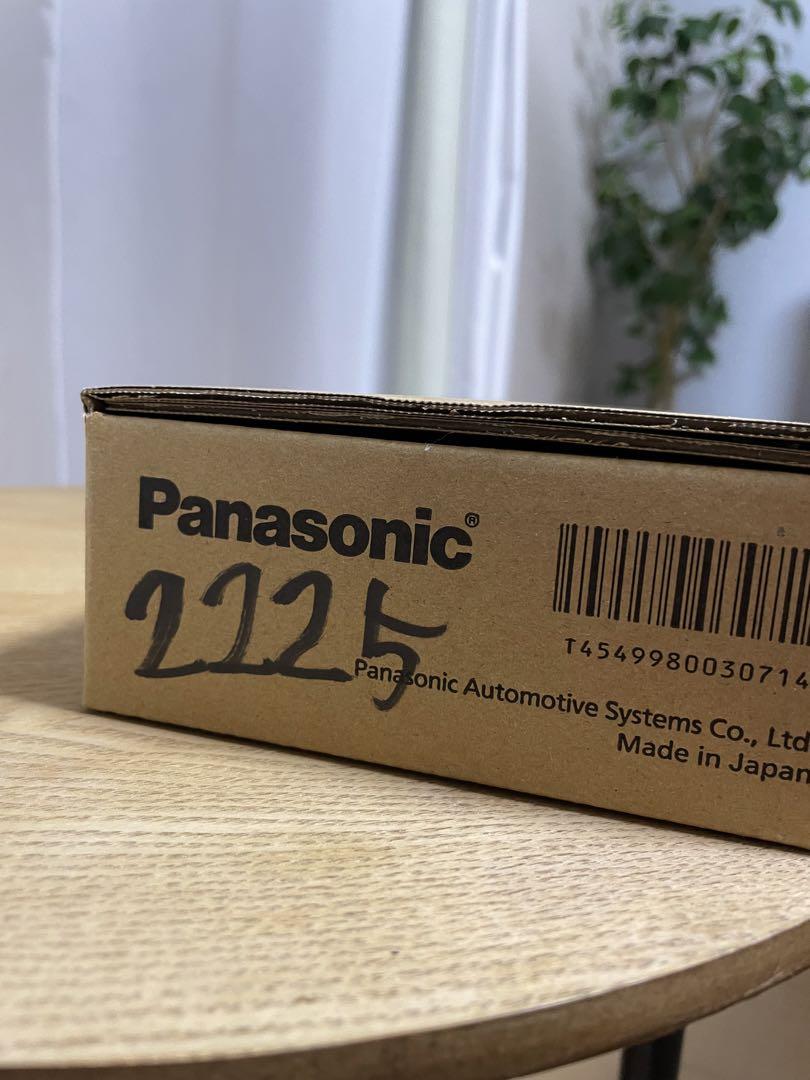 Panasonic®
T4549980030714
2225
Panasonic Automotive Systems Co., Ltd
Made in Japan